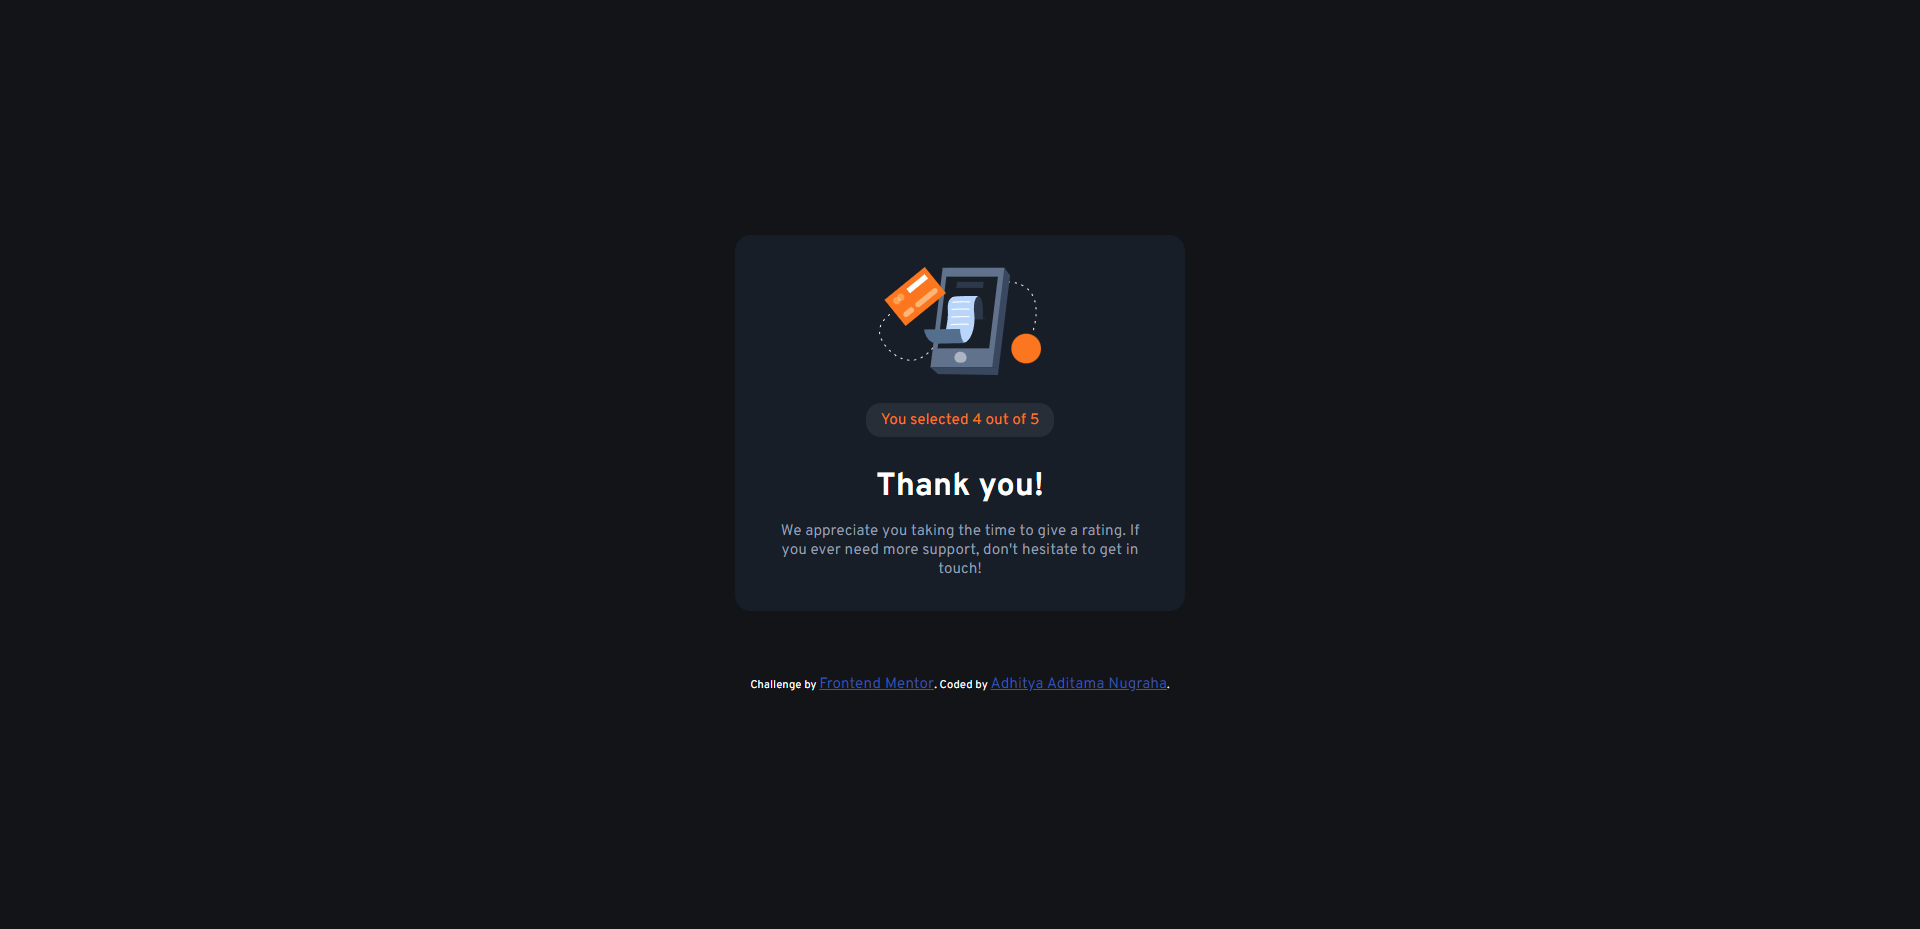 You selected 4 out of 5
Thank you!
We appreciate you taking the time to give a rating. If
you ever need more support, don't hesitate to get in
touch!
Challenge by Frontend Mentor. Coded by Adhitya Aditama Nugraha.